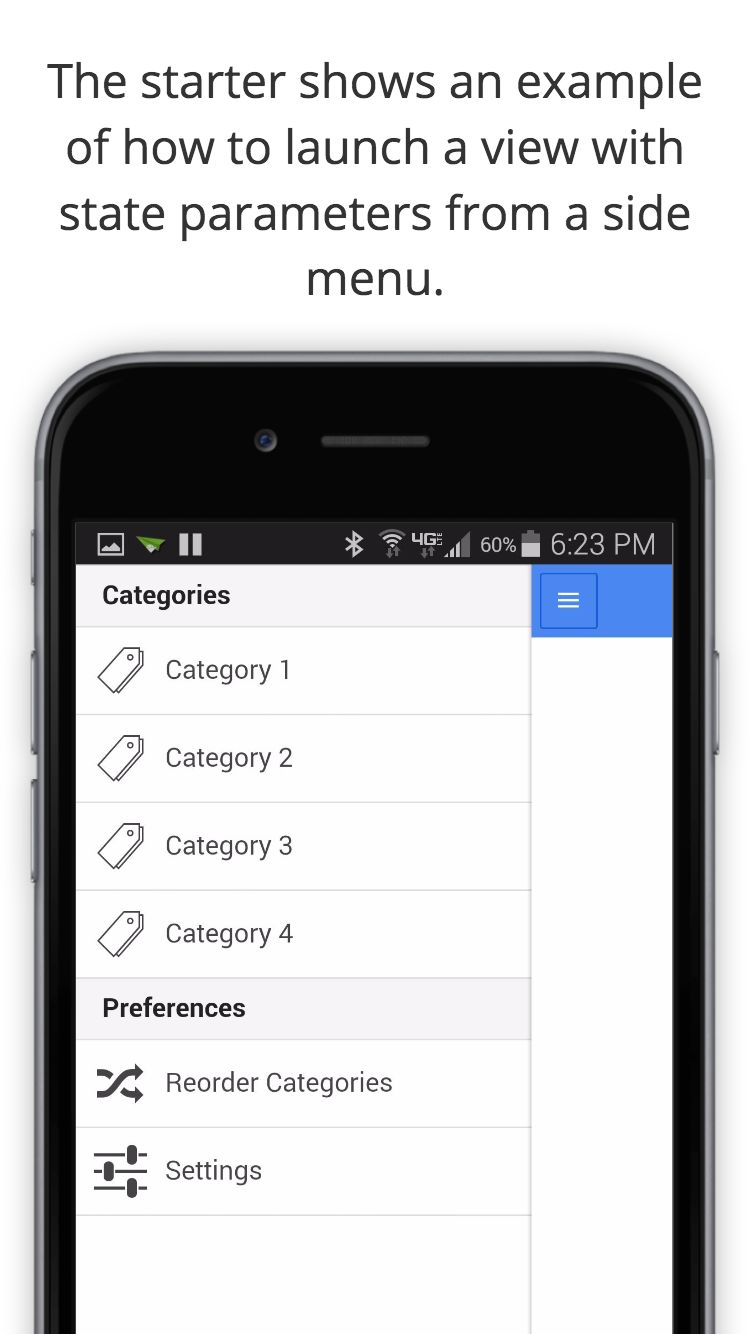 The starter shows an example
of how to launch a view with
state parameters from a side
menu.
4G LTE 60% 6:23 PM
Categories
Category 1
Category 2
Category 3
Category 4
Preferences
Reorder Categories
Settings